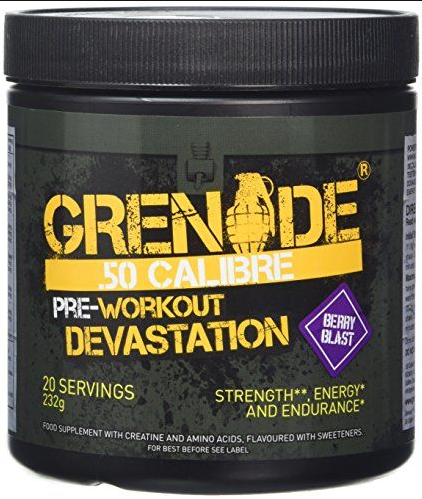 GRENADE®
.50 CALIBRE
PRE-WORKOUT
DEVASTATION
BERRY
BLAST
20 SERVINGS
232g
STRENGTH**, ENERGY*
AND ENDURANCE*
FOOD SUPPLEMENT WITH CREATINE AND AMINO ACIDS, FLAVOURED WITH SWEETENERS.
FOR BEST BEFORE SEE LABEL